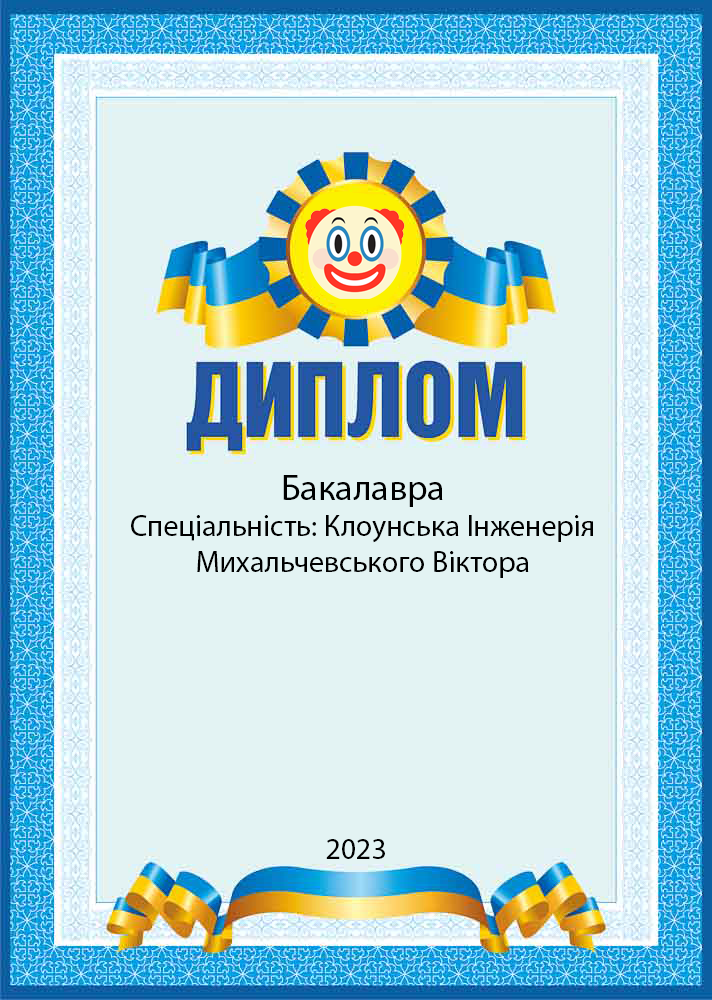 ДИПЛОМ
Бакалавра
Спеціальність: Клоунська Інженерія
Михальчевського Віктора
2023